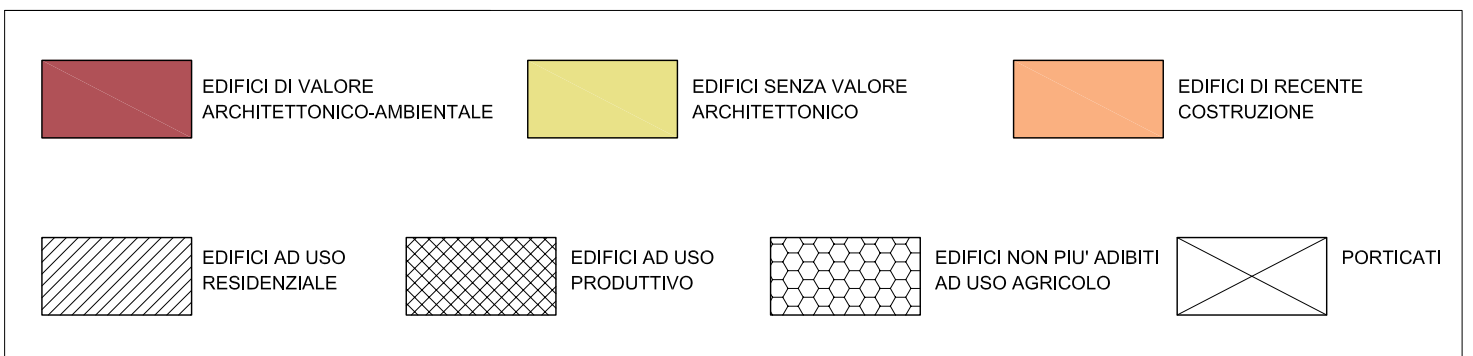 EDIFICI DI VALORE
ARCHITETTONICO-AMBIENTALE
EDIFICI SENZA VALORE
ARCHITETTONICO
EDIFICI DI RECENTE
COSTRUZIONE
EDIFICI AD USO
RESIDENZIALE
EDIFICI AD USO
PRODUTTIVO
EDIFICI NON PIU' ADIBITI
AD USO AGRICOLO
PORTICATI